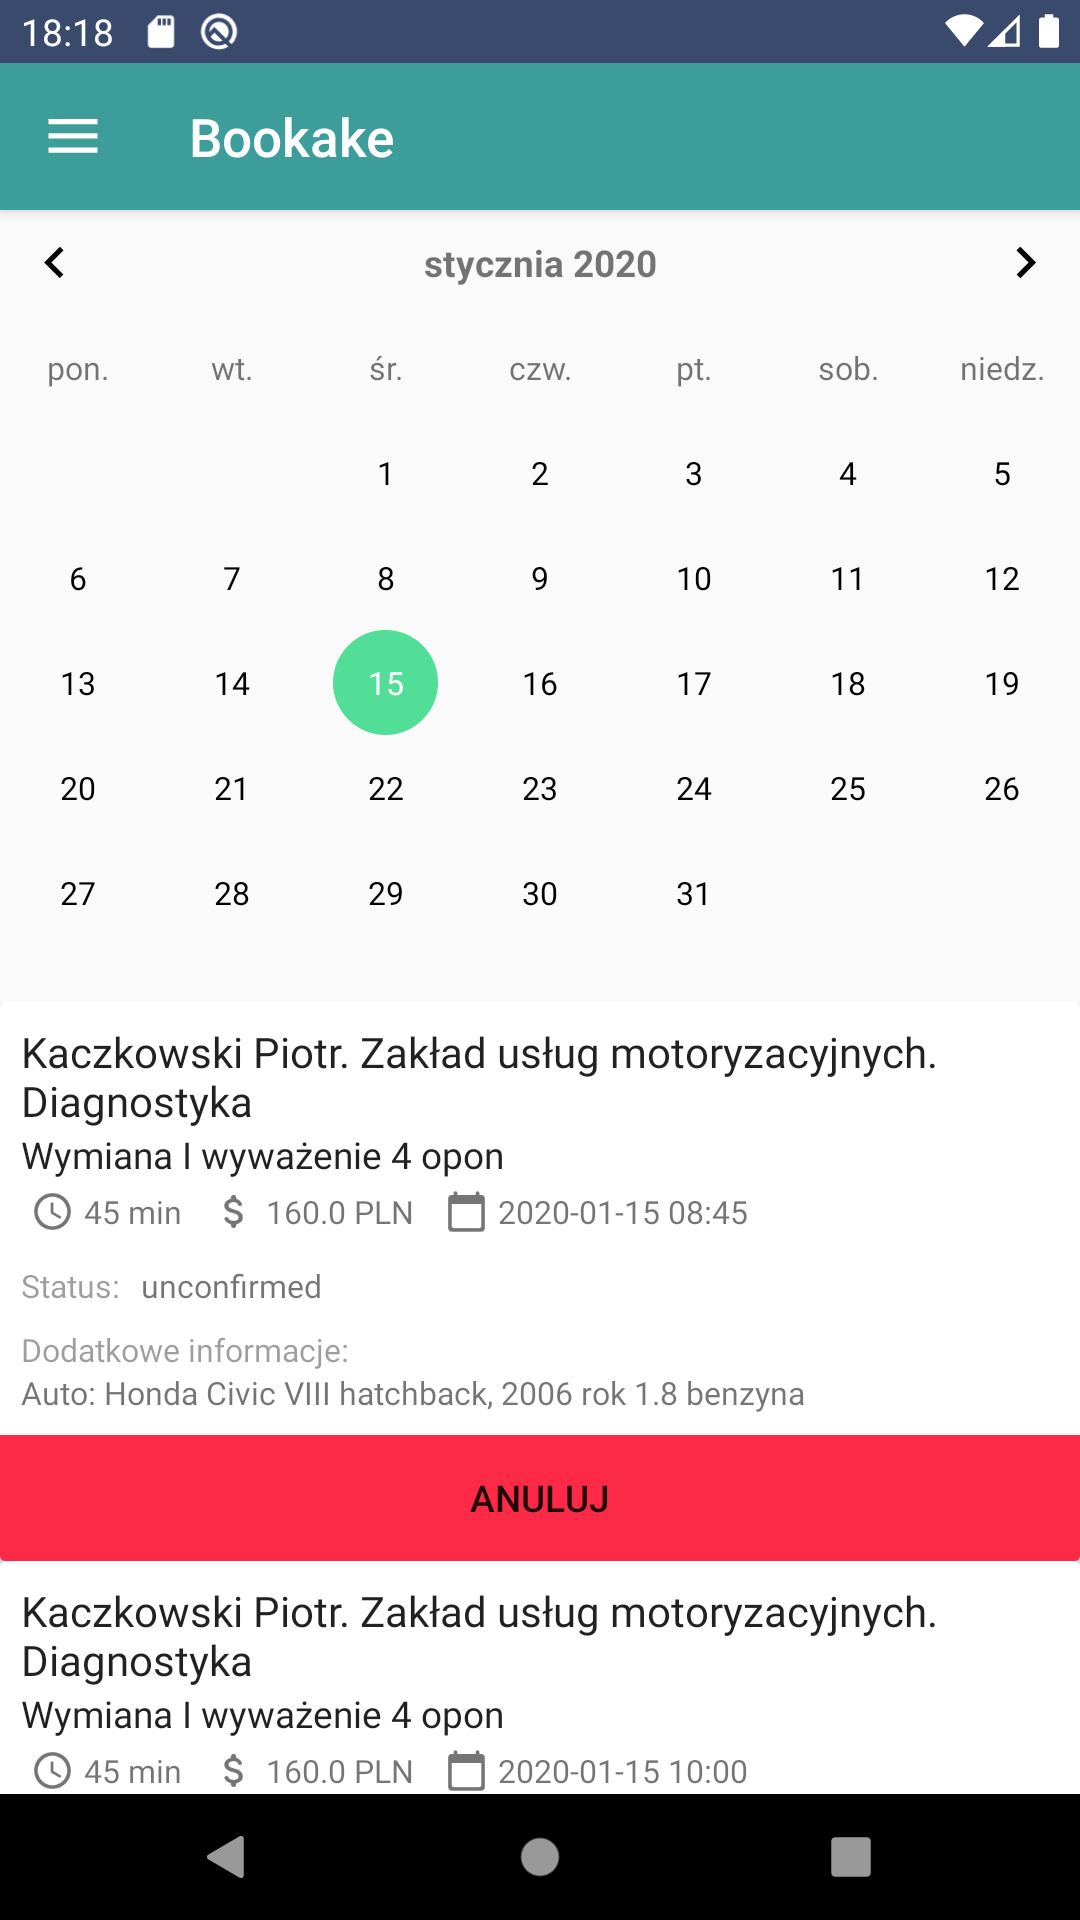 18:18
Bookake
stycznia 2020
pon. wt. śr. czw. pt. sob. niedz.
1 2 3 4 5
6 7 8 9 10 11 12
13 14 15 16 17 18 19
20 21 22 23 24 25 26
27 28 29 30 31
Kaczkowski Piotr. Zakład usług motoryzacyjnych.
Diagnostyka
Wymiana I wyważenie 4 opon
45 min $ 160.0 PLN 2020-01-15 08:45
Status: unconfirmed
Dodatkowe informacje:
Auto: Honda Civic VIII hatchback, 2006 rok 1.8 benzyna
ANULUJ
Kaczkowski Piotr. Zakład usług motoryzacyjnych.
Diagnostyka
Wymiana I wyważenie 4 opon
45 min $ 160.0 PLN 2020-01-15 10:00